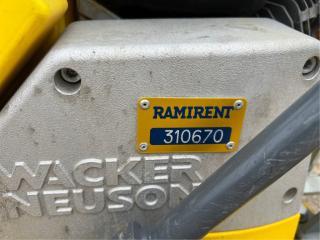 RAMIRENT
310670
WACKER
NEUSON